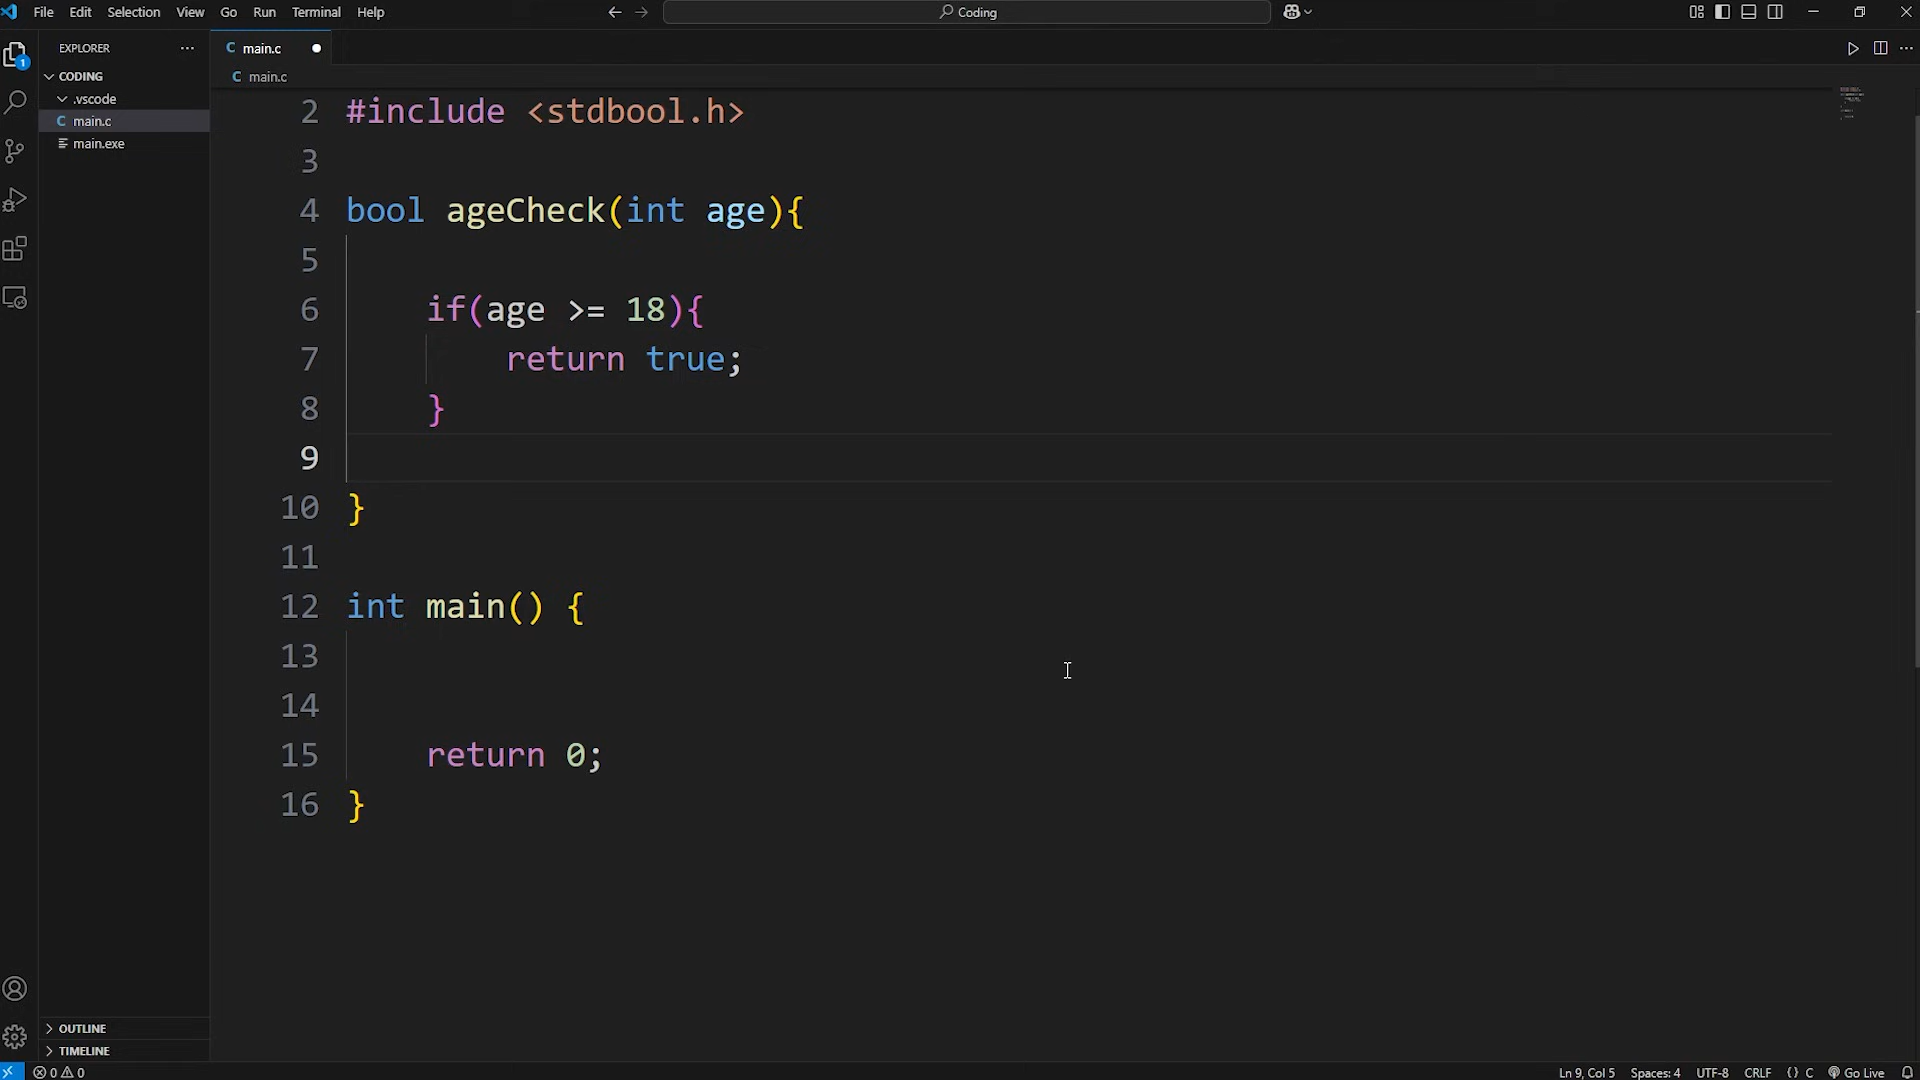 File Edit Selection View Go Run Terminal Help
Coding
EXPLORER
main.c
1
CODING
main.c
.vscode
main.c
main.exe
2 #include <stdbool.h>
3
4 bool ageCheck(int age){
5
6 if(age >= 18){
7 return true;
8 }
9
10 }
11
12 int main() {
13
14
15 return 0;
16 }
OUTLINE
TIMELINE
0 0
Ln 9, Col 5 Spaces: 4 UTF-8 CRLF {} C Go Live